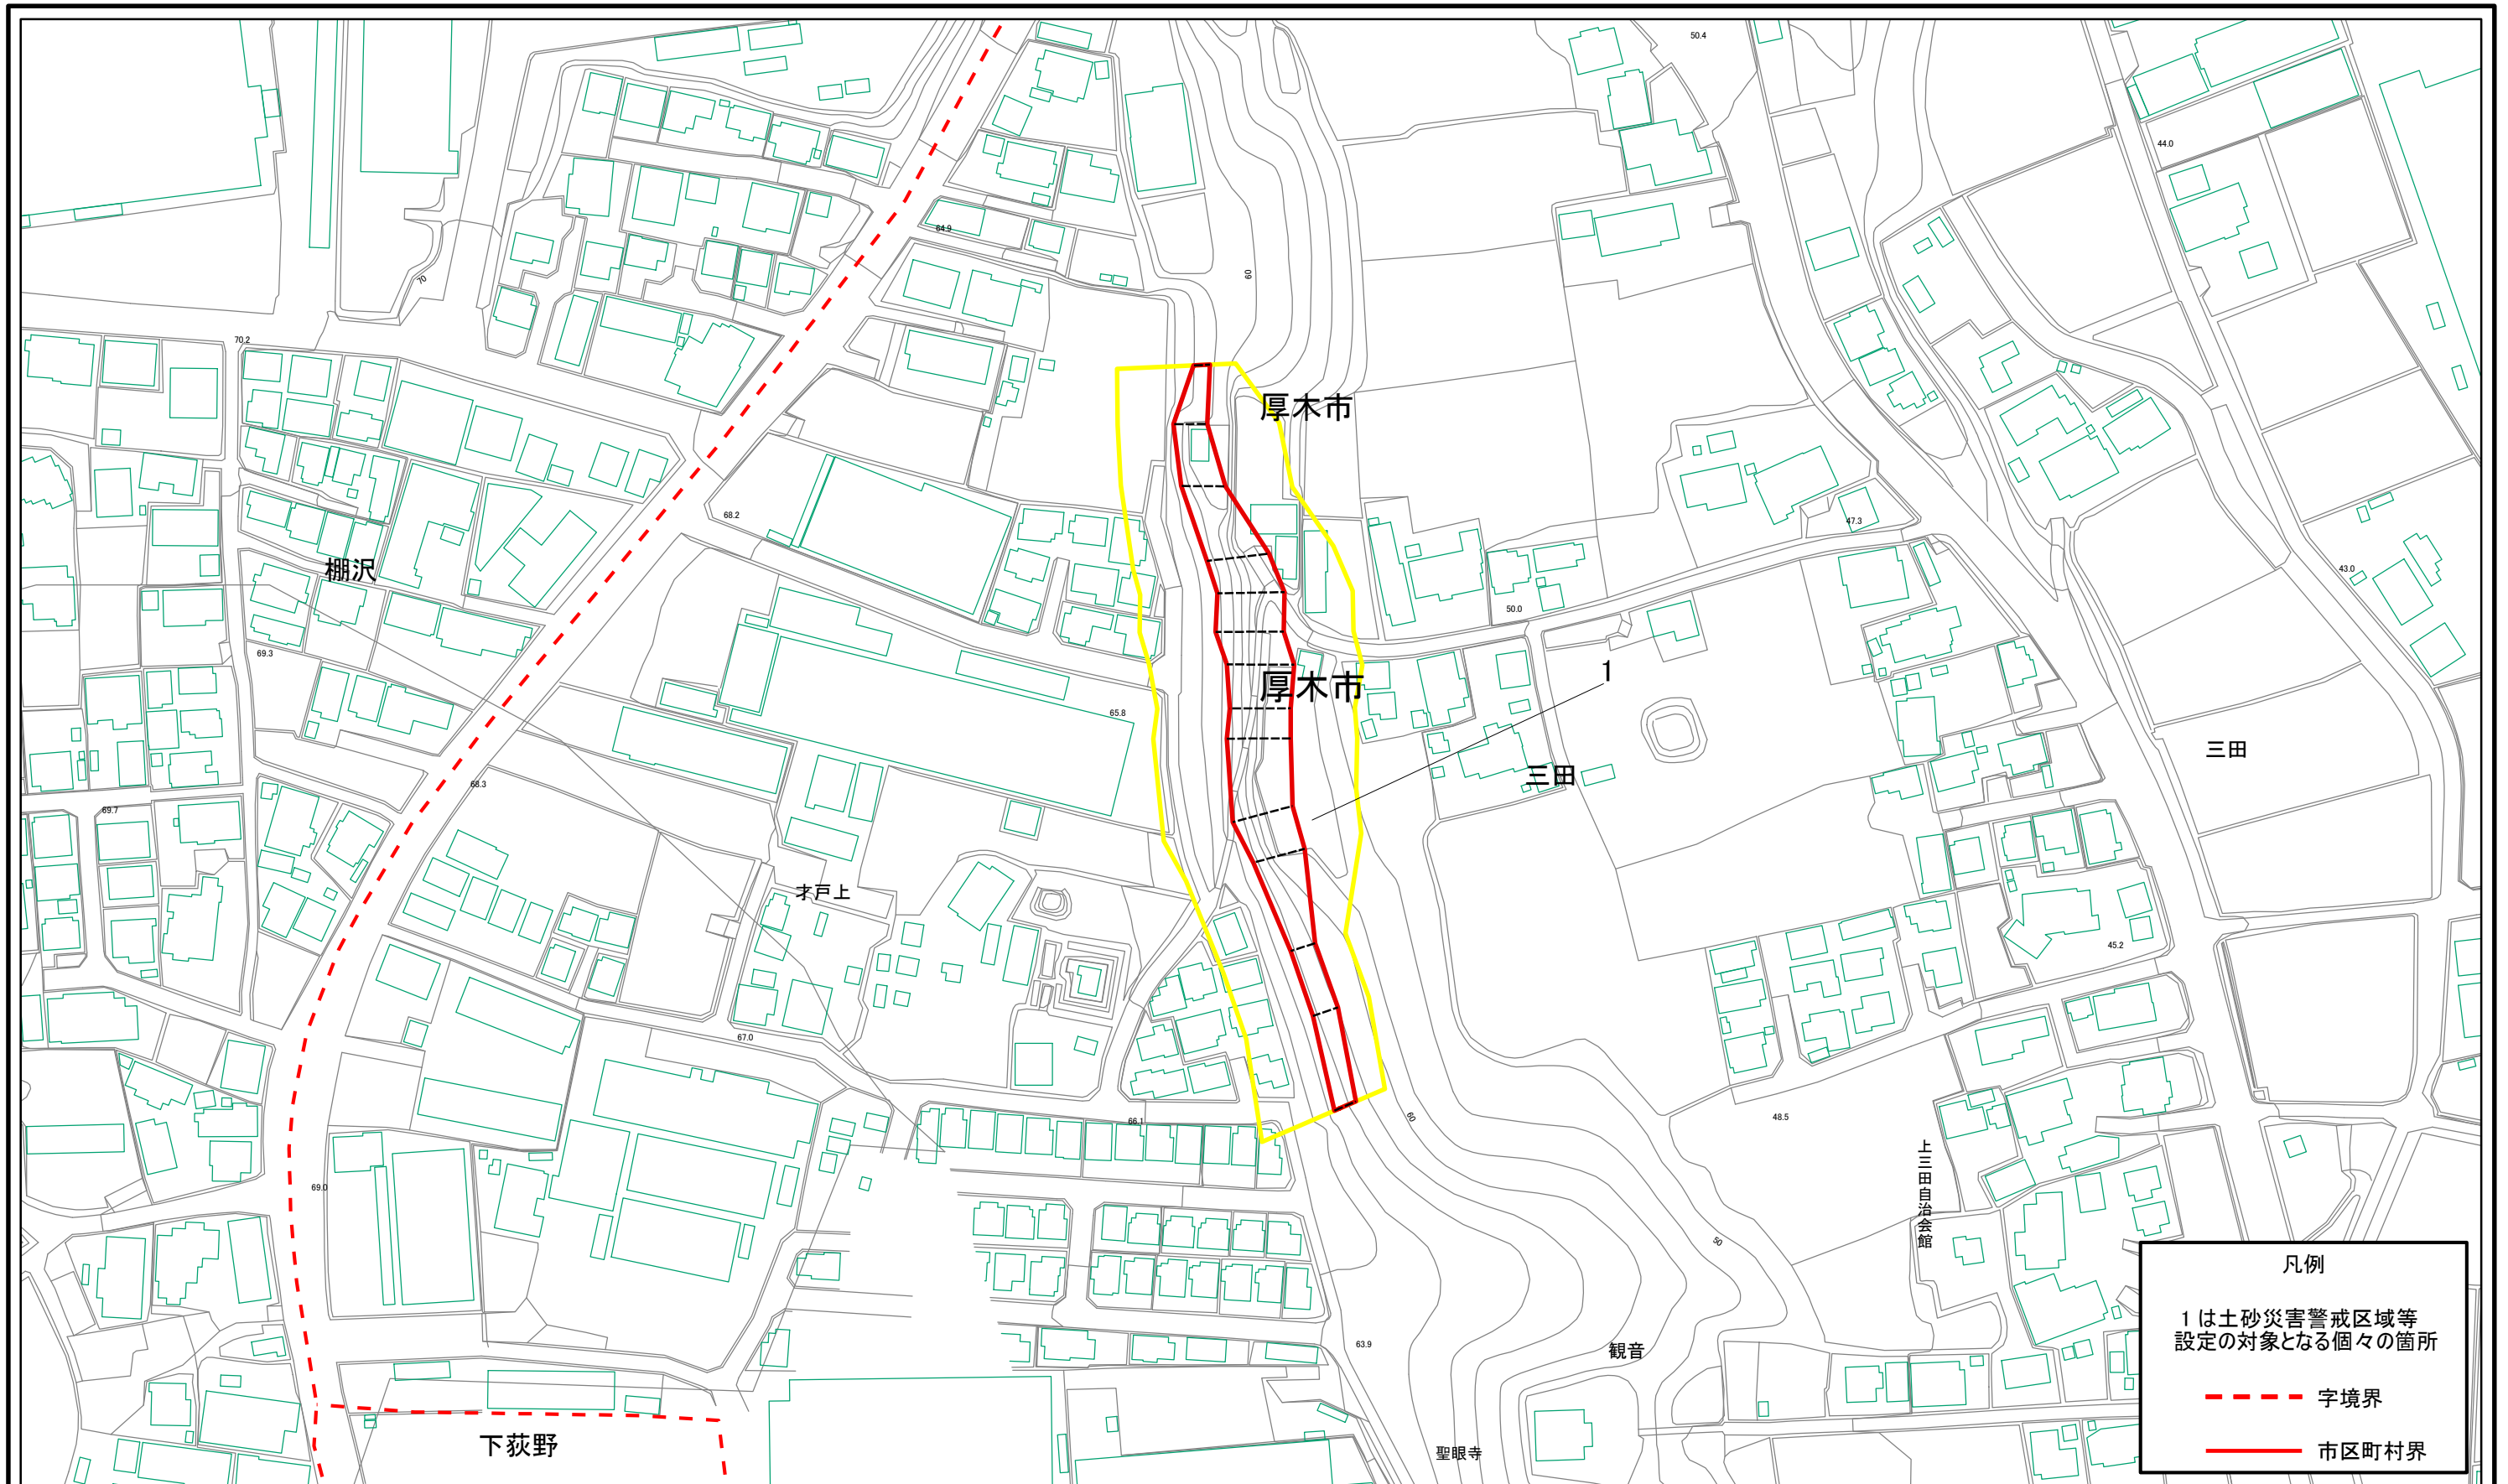 50.4
44.0
64.9
60
70
70.2
厚木市
68.2
47.3
棚沢
43.0
50.0
69.3
厚木市
1
65.8
三田
三田
68.3
69.7
才戸上
45.2
67.0
60
66.1
48.5
上三田自治会館
69.0
50
63.9
観音
下荻野
聖眼寺
凡例
1は土砂災害警戒区域等
設定の対象となる個々の箇所
字境界
市区町村界